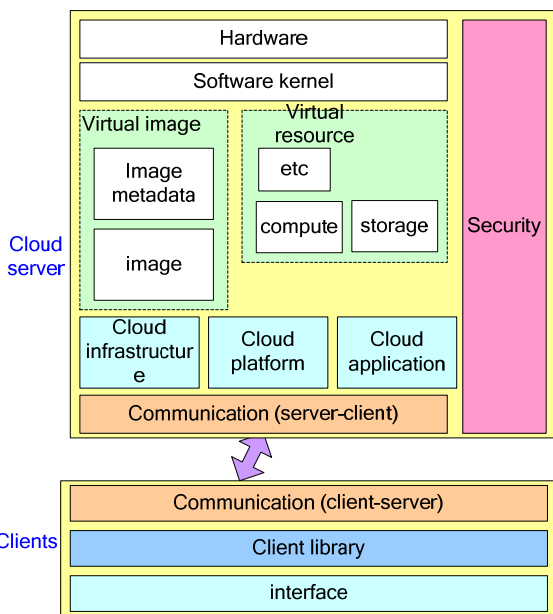 Hardware
Software kernel
Virtual image
Virtual
resource
Image
metadata
etc
compute
storage
image
Security
Cloud
server
Cloud
infrastructur
e
Cloud
platform
Cloud
application
Communication (server-client)
Communication (client-server)
Clients
Client library
interface